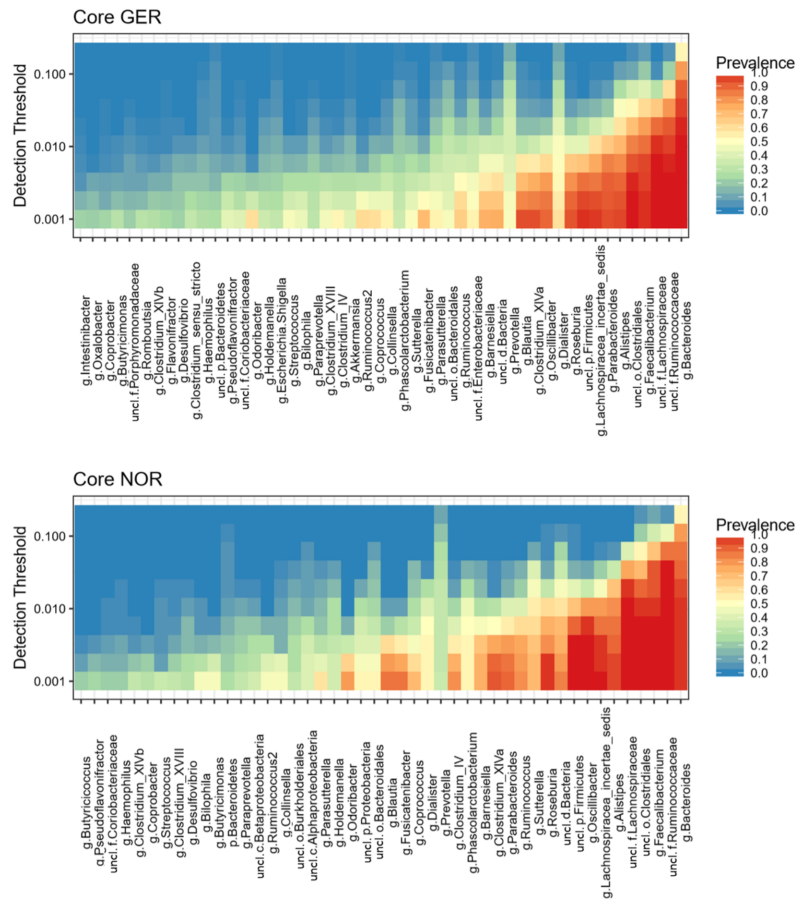 Core GER
Detection Threshold
0.100
0.010
0.001
Prevalence
1.0
0.9
0.8
0.7
0.6
0.5
0.4
0.3
0.2
0.1
0.0
g.Intestinibacter
g.Oxalobacter
g.Coprobacter
g.Butyricimonas
uncl.f.Porphyromonadaceae
g.Romboutsia
g.Clostridium_XIVb
g.Flavonifractor
g.Desulfovibrio
g.Clostridium_sensu_stricto
g.Haemophilus
uncl.p.Bacteroidetes
g.Pseudoflavonifractor
uncl.f.Coriobacteriaceae
g.Odoribacter
g.Holdemanella
g.Escherichia.Shigella
g.Streptococcus
g.Bilophila
g.Paraprevotella
g.Clostridium_XVIII
g.Clostridium_IV
g.Akkermansia
g.Ruminococcus2
g.Coprococcus
g.Collinsella
g.Phascolarctobacterium
g.Sutterella
g.Fusicatenibacter
g.Parasutterella
uncl.o.Bacteroidales
g.Ruminococcus
uncl.f.Enterobacteriaceae
g.Barnesiella
uncl.d.Bacteria
g.Prevotella
g.Blautia
g.Clostridium_XIVa
g.Oscillibacter
g.Dialister
g.Roseburia
uncl.p.Firmicutes
g.Lachnospiracea_incertae_sedis
g.Parabacteroides
g.Alistipes
uncl.o.Clostridiales
g.Faecalibacterium
uncl.f.Lachnospiraceae
uncl.f.Ruminococcaceae
g.Bacteroides
Core NOR
Detection Threshold
0.100
0.010
0.001
Prevalence
1.0
0.9
0.8
0.7
0.6
0.5
0.4
0.3
0.2
0.1
0.0
g.Butyricicoccus
g.Pseudoflavonifractor
uncl.f.Coriobacteriaceae
g.Haemophilus
g.Clostridium_XIVb
g.Coprobacter
g.Streptococcus
g.Clostridium_XVIII
g.Desulfovibrio
g.Bilophila
g.Butyricimonas
p.Bacteroidetes
g.Paraprevotella
uncl.c.Betaproteobacteria
g.Ruminococcus2
g.Collinsella
uncl.o.Burkholderiales
uncl.c.Alphaproteobacteria
g.Parasutterella
g.Holdemanella
g.Odoribacter
uncl.p.Proteobacteria
uncl.o.Bacteroidales
g.Blautia
g.Fusicatenibacter
g.Coprococcus
g.Dialister
g.Prevotella
g.Clostridium_IV
g.Phascolarctobacterium
g.Barnesiella
g.Clostridium_XIVa
g.Parabacteroides
g.Ruminococcus
g.Sutterella
g.Roseburia
uncl.d.Bacteria
uncl.p.Firmicutes
g.Oscillibacter
g.Lachnospiracea_incertae_sedis
g.Alistipes
uncl.f.Lachnospiraceae
uncl.o.Clostridiales
g.Faecalibacterium
uncl.f.Ruminococcaceae
g.Bacteroides